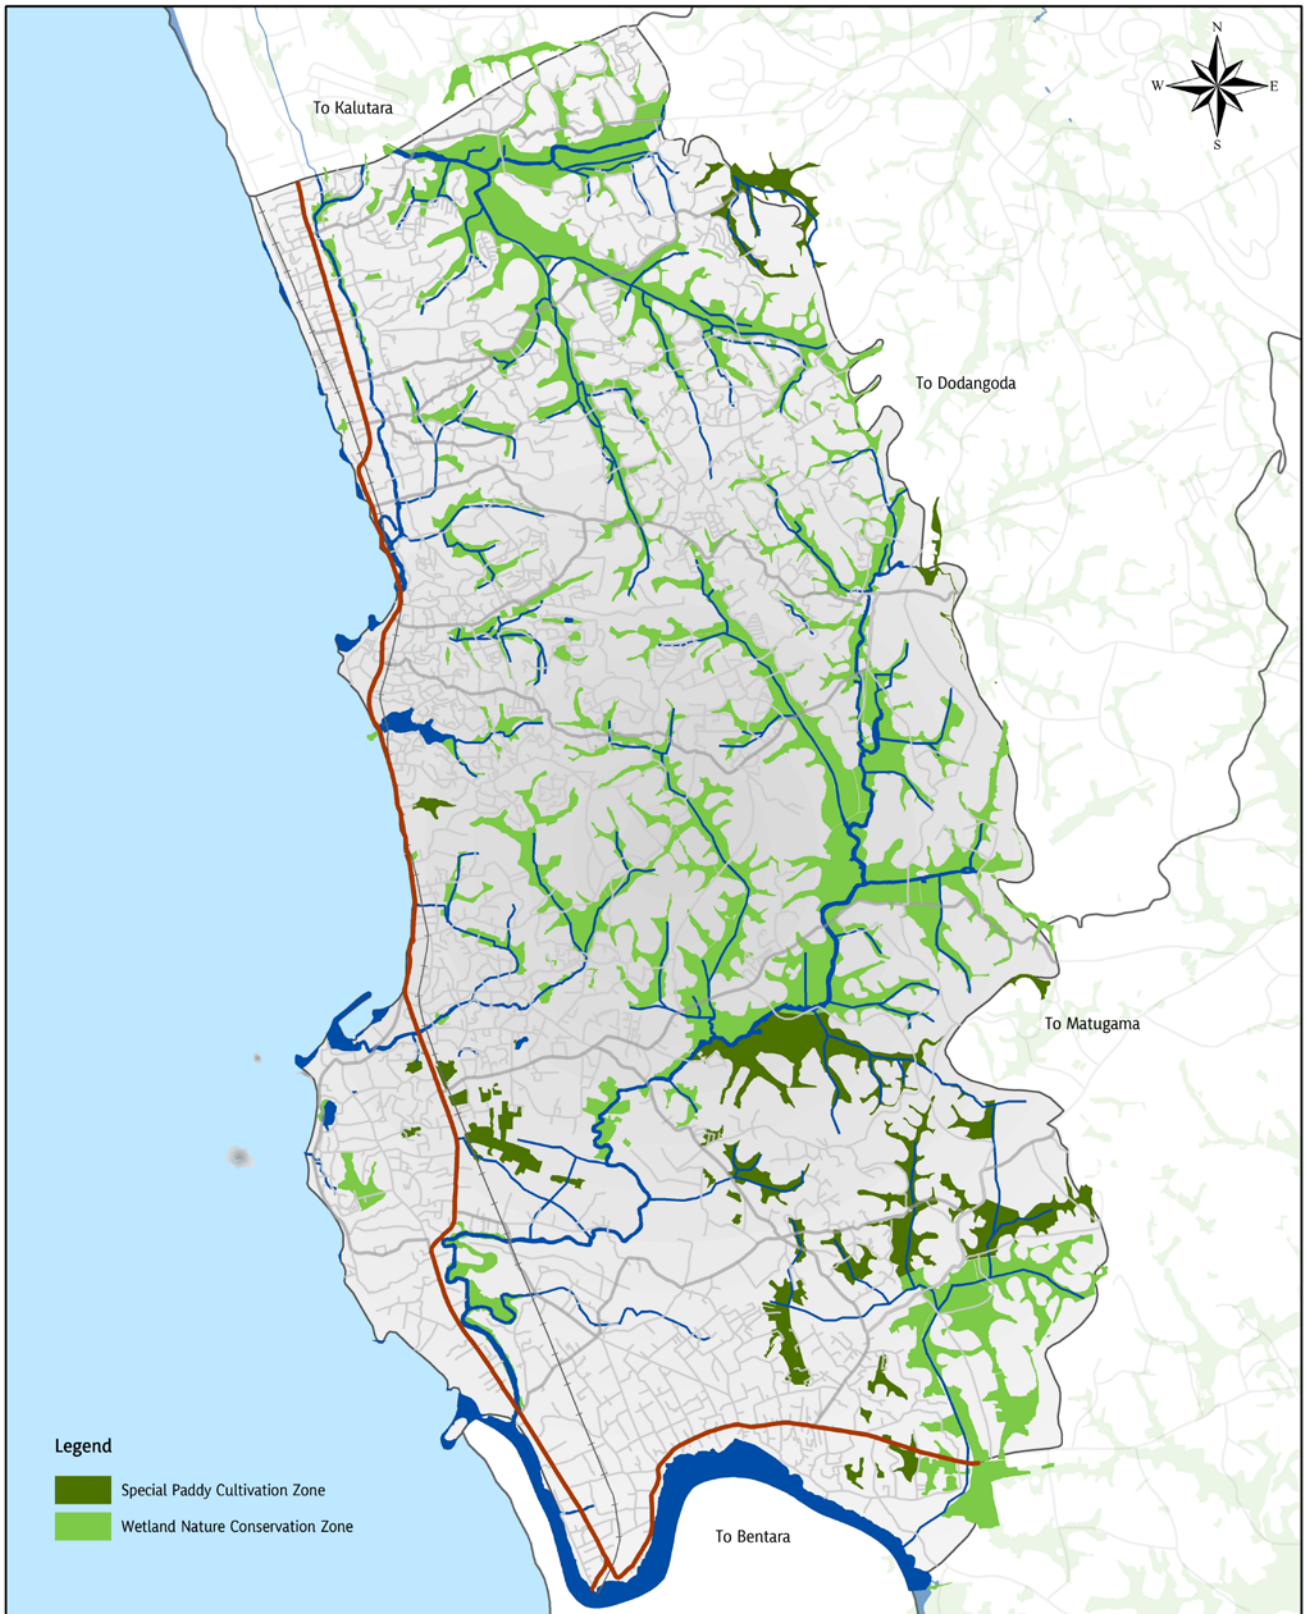 N
W
E
S
To Kalutara
To Dodangoda
To Matugama
Legend
Special Paddy Cultivation Zone
Wetland Nature Conservation Zone
To Bentara